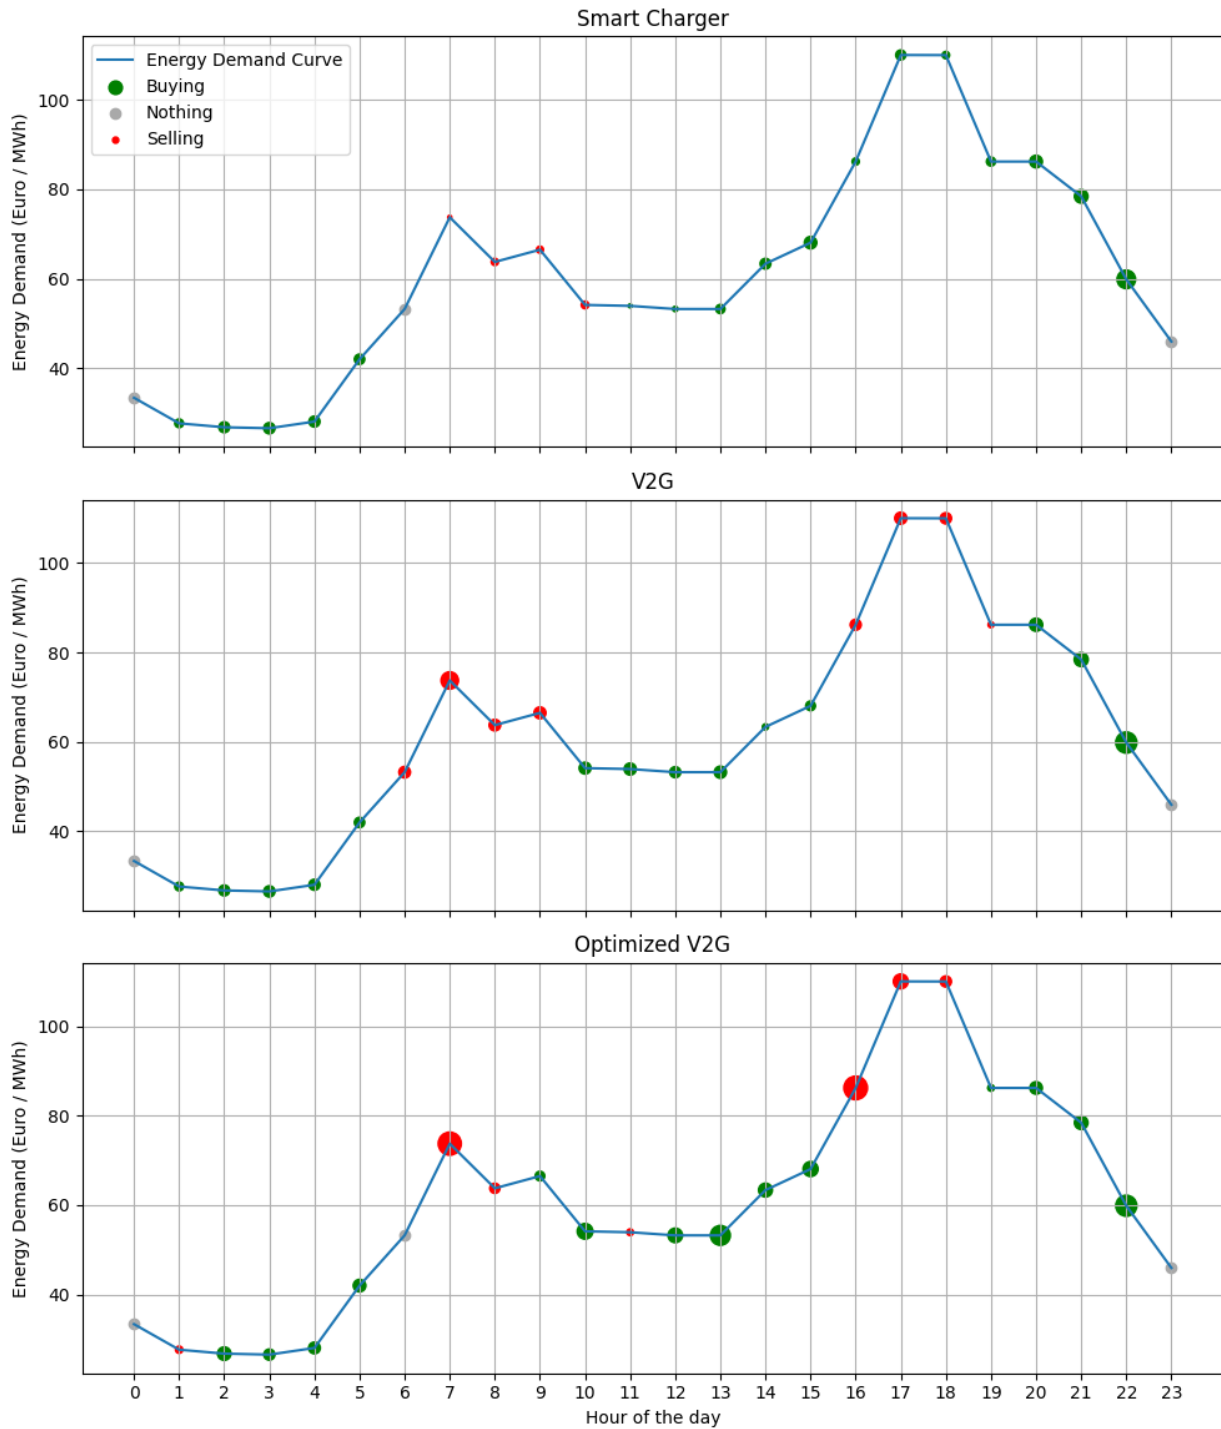 Smart Charger
Energy Demand Curve
Buying
Nothing
Selling
Energy Demand (Euro / MWh)
100
80
60
40
V2G
Energy Demand (Euro / MWh)
100
80
60
40
Optimized V2G
Energy Demand (Euro / MWh)
100
80
60
40
0 1 2 3 4 5 6 7 8 9 10 11 12 13 14 15 16 17 18 19 20 21 22 23
Hour of the day